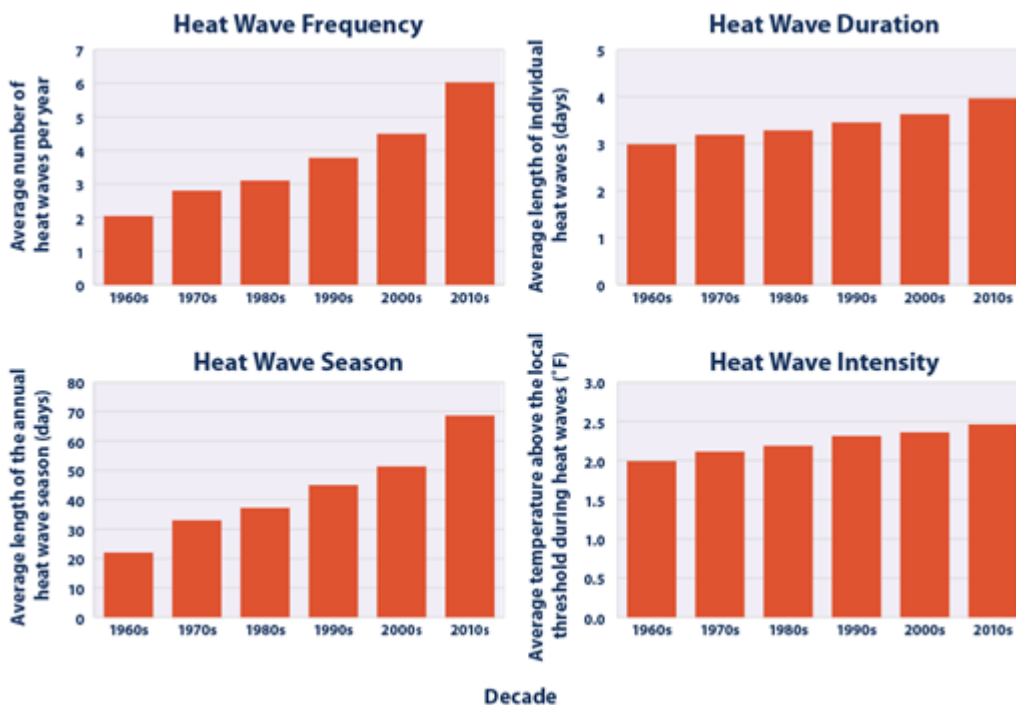 Heat Wave Frequency
Average number of
heat waves per year
7
6
5
4
3
2
1
0
1960s 1970s 1980s 1990s 2000s 2010s
Heat Wave Duration
Average length of individual
heat waves (days)
5
4
3
2
1
0
1960s 1970s 1980s 1990s 2000s 2010s
Heat Wave Season
Average length of the annual
heat wave season (days)
80
70
60
50
40
30
20
10
0
1960s 1970s 1980s 1990s 2000s 2010s
Heat Wave Intensity
Average temperature above the local
threshold during heat waves (°F)
3.0
2.5
2.0
1.5
1.0
0.5
0.0
1960s 1970s 1980s 1990s 2000s 2010s
Decade